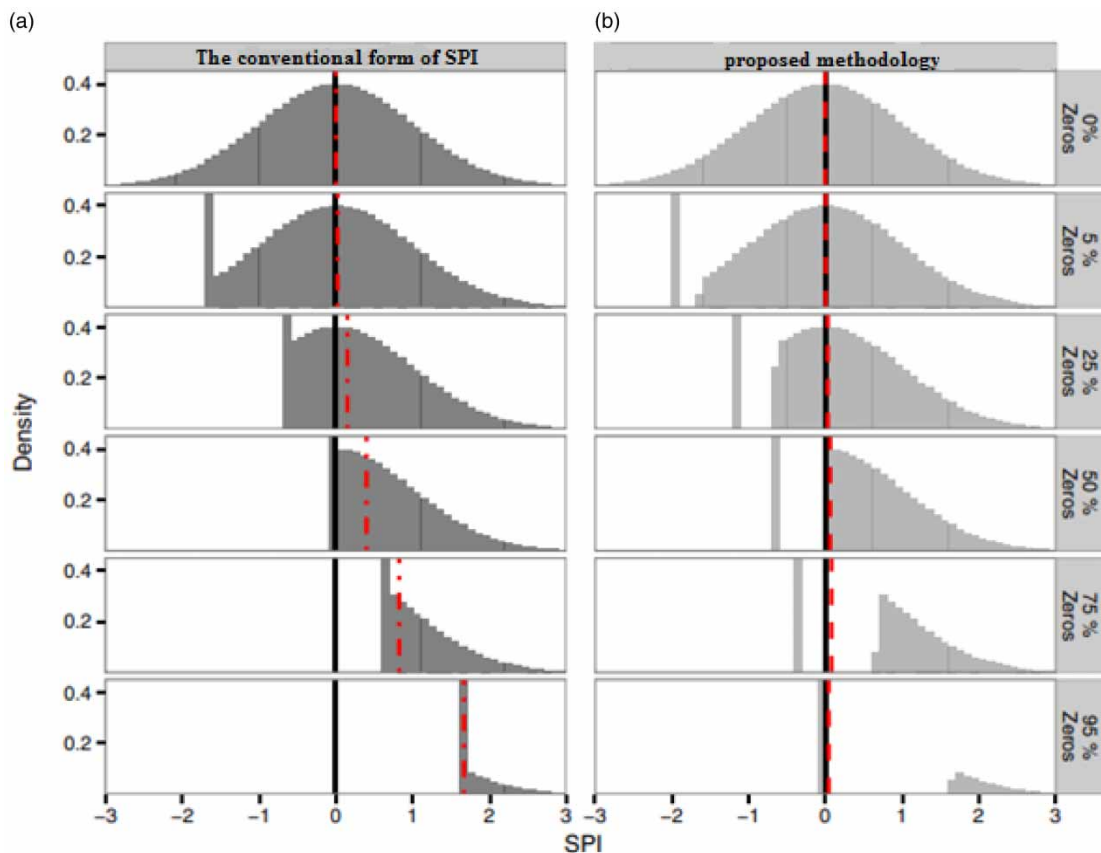 (a)
(b)
The conventional form of SPI
proposed methodology
0.4
0.2
0%
Zeros
0.4
0.2
5 %
Zeros
0.4
0.2
25 %
Zeros
0.4
0.2
50 %
Zeros
0.4
0.2
75 %
Zeros
0.4
0.2
95 %
Zeros
Density
−3 −2 −1 0 1 2 3
−3 −2 −1 0 1 2 3
SPI